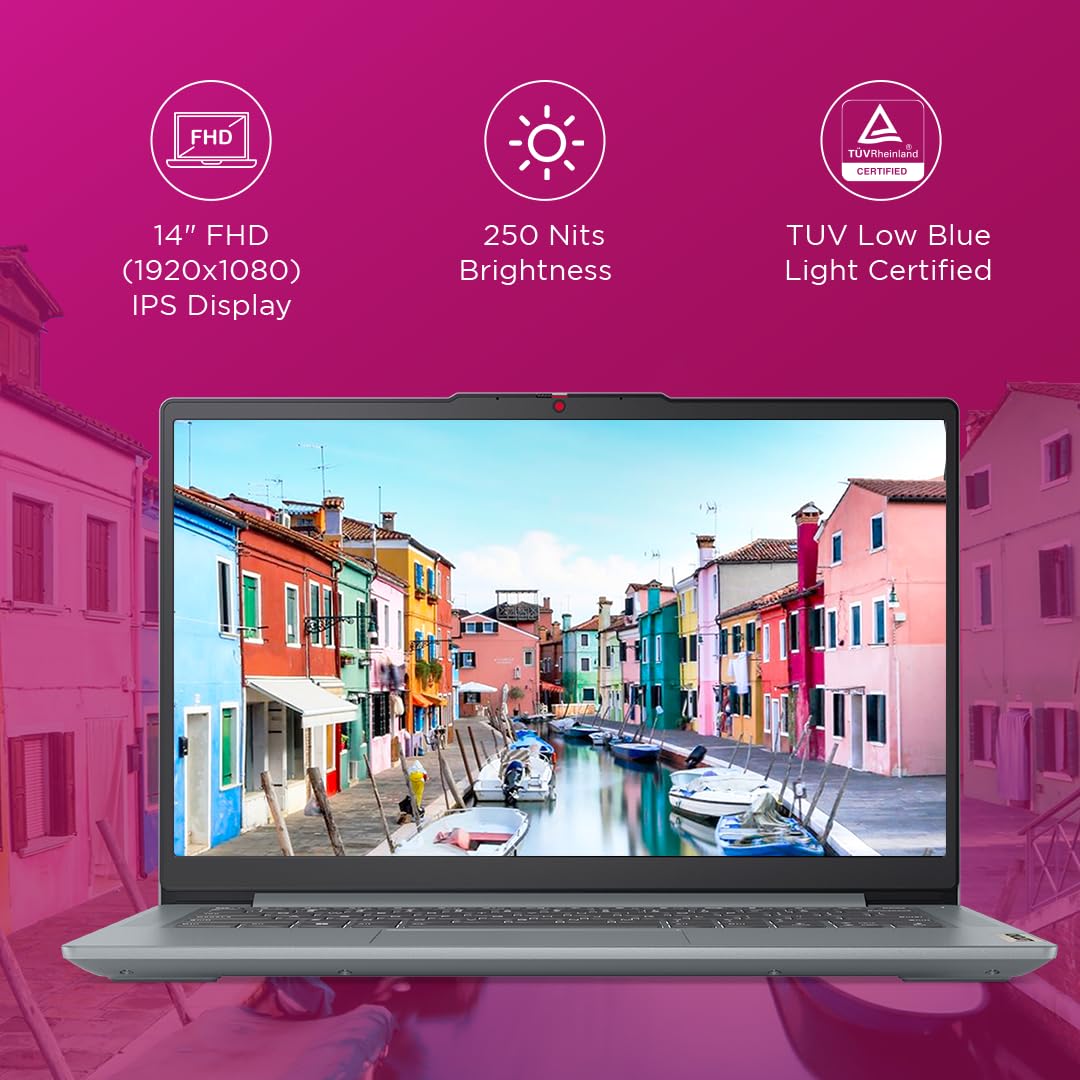 FHD
TÜVRheinland®
CERTIFIED
14" FHD
(1920x1080)
IPS Display
250 Nits
Brightness
TUV Low Blue
Light Certified